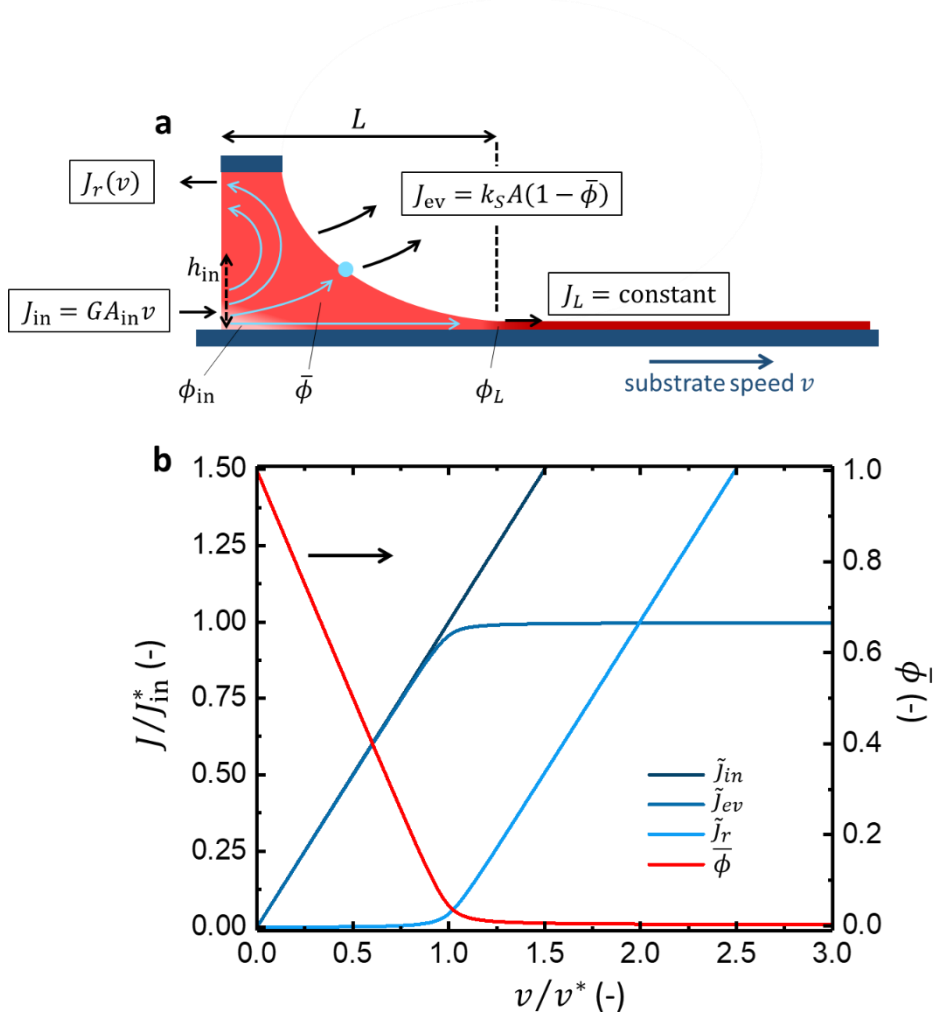 a
L
J_r(v)
J_ev = k_S A(1 − ϕ̄)
h_in
J_in = GA_in v
J_L = constant
ϕ_in
ϕ̄
ϕ_L
substrate speed v
b
1.50
1.25
1.00
0.75
0.50
0.25
0.00
J/J*_in (-)
1.0
0.8
0.6
0.4
0.2
0.0
ϕ̄ (-)
J̃_in
J̃_ev
J̃_r
ϕ̄
0.0 0.5 1.0 1.5 2.0 2.5 3.0
v/v* (-)